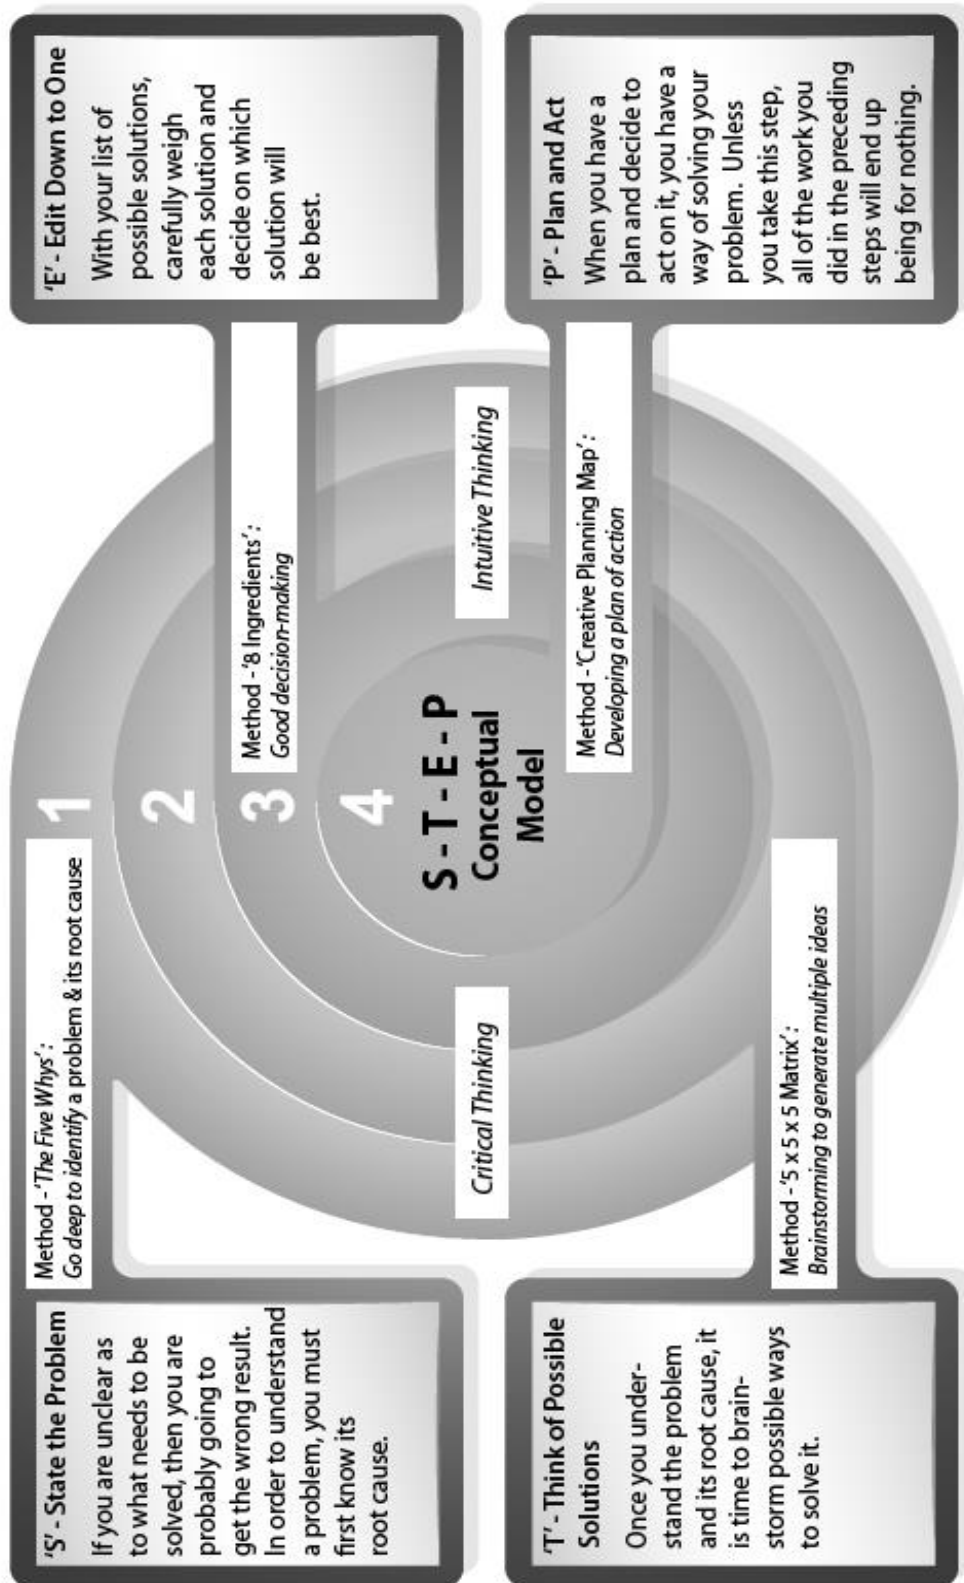 'S' - State the Problem
If you are unclear as
to what needs to be
solved, then you are
probably going to
get the wrong result.
In order to understand
a problem, you must
first know its
root cause.
Method - 'The Five Whys':
Go deep to identify a problem & its root cause
'T' - Think of Possible
Solutions
Once you under-
stand the problem
and its root cause, it
is time to brain-
storm possible ways
to solve it.
Method - '5 x 5 x 5 Matrix':
Brainstorming to generate multiple ideas
1
2
3
4
S - T - E - P
Conceptual
Model
Critical Thinking
Intuitive Thinking
'E' - Edit Down to One
With your list of
possible solutions,
carefully weigh
each solution and
decide on which
solution will
be best.
Method - '8 Ingredients':
Good decision-making
'P' - Plan and Act
When you have a
plan and decide to
act on it, you have a
way of solving your
problem. Unless
you take this step,
all of the work you
did in the preceding
steps will end up
being for nothing.
Method - 'Creative Planning Map':
Developing a plan of action